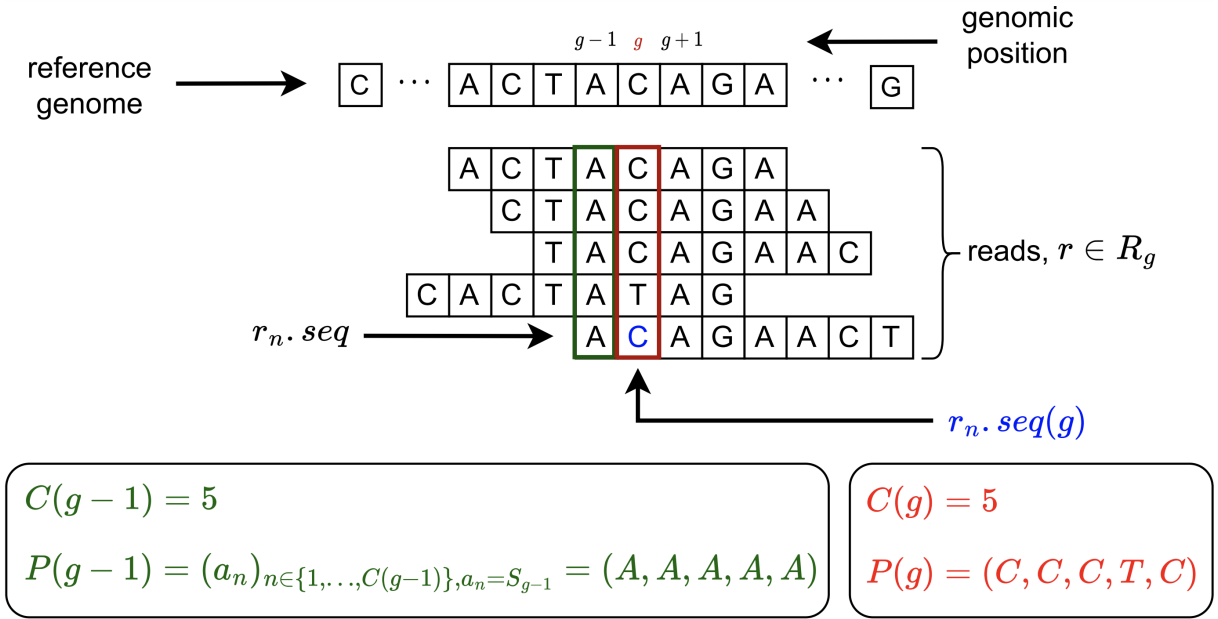 genomic position
g − 1 g g + 1
reference genome
C ··· A C T A C A G A ··· G
A C T A C A G A
C T A C A G A A
T A C A G A A C
reads, r ∈ R_g
C A C T A T A G
r_n.seq
A C A G A A C T
r_n.seq(g)
C(g − 1) = 5
P(g − 1) = (a_n)_{n∈{1,…,C(g−1)},a_n=S_{g−1}} = (A, A, A, A, A)
C(g) = 5
P(g) = (C, C, C, T, C)